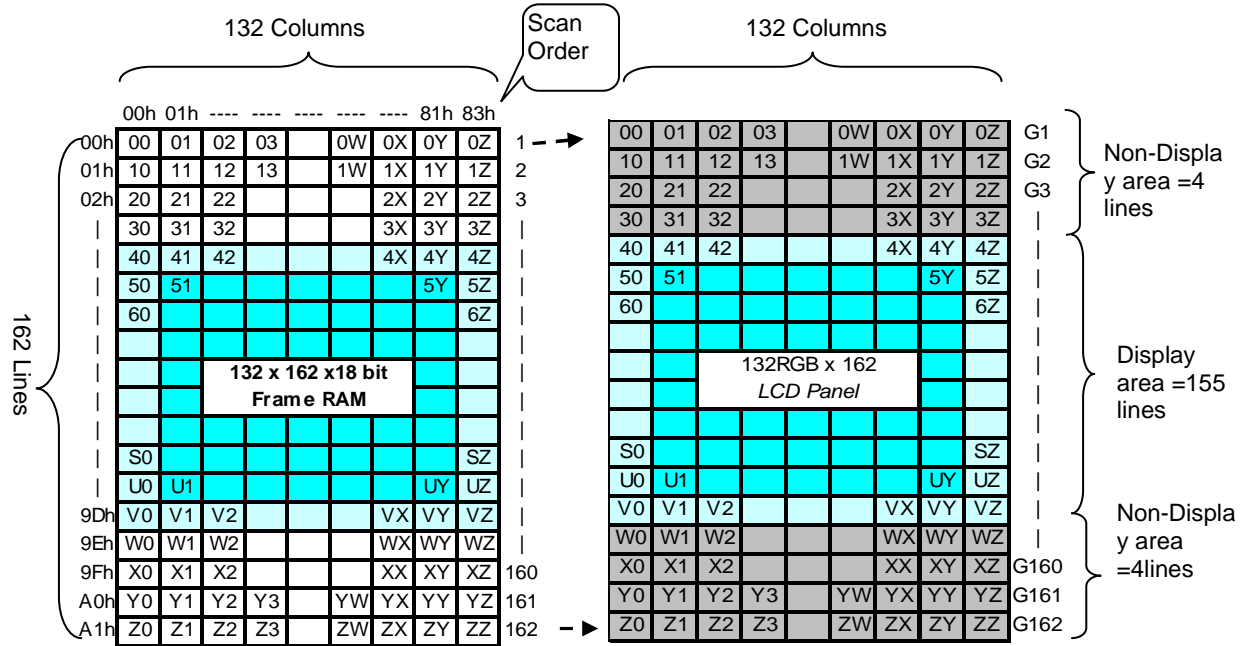 132 Columns
Scan
Order
132 Columns
00h 01h ---- ---- ---- ---- ---- 81h 83h
00h 00 01 02 03 0W 0X 0Y 0Z 1
01h 10 11 12 13 1W 1X 1Y 1Z 2
02h 20 21 22 2X 2Y 2Z 3
30 31 32 3X 3Y 3Z
40 41 42 4X 4Y 4Z
50 51 5Y 5Z
60 6Z
132 x 162 x18 bit
Frame RAM
S0 SZ
U0 U1 UY UZ
9Dh V0 V1 V2 VX VY VZ
9Eh W0 W1 W2 WX WY WZ
9Fh X0 X1 X2 XX XY XZ 160
A0h Y0 Y1 Y2 Y3 YW YX YY YZ 161
A1h Z0 Z1 Z2 Z3 ZW ZX ZY ZZ 162
162 Lines
00 01 02 03 0W 0X 0Y 0Z G1
10 11 12 13 1W 1X 1Y 1Z G2
20 21 22 2X 2Y 2Z G3
30 31 32 3X 3Y 3Z
40 41 42 4X 4Y 4Z
50 51 5Y 5Z
60 6Z
132RGB x 162
LCD Panel
S0 SZ
U0 U1 UY UZ
V0 V1 V2 VX VY VZ
W0 W1 W2 WX WY WZ
X0 X1 X2 XX XY XZ G160
Y0 Y1 Y2 Y3 YW YX YY YZ G161
Z0 Z1 Z2 Z3 ZW ZX ZY ZZ G162
Non-Displa
y area =4
lines
Display
area =155
lines
Non-Displa
y area
=4lines